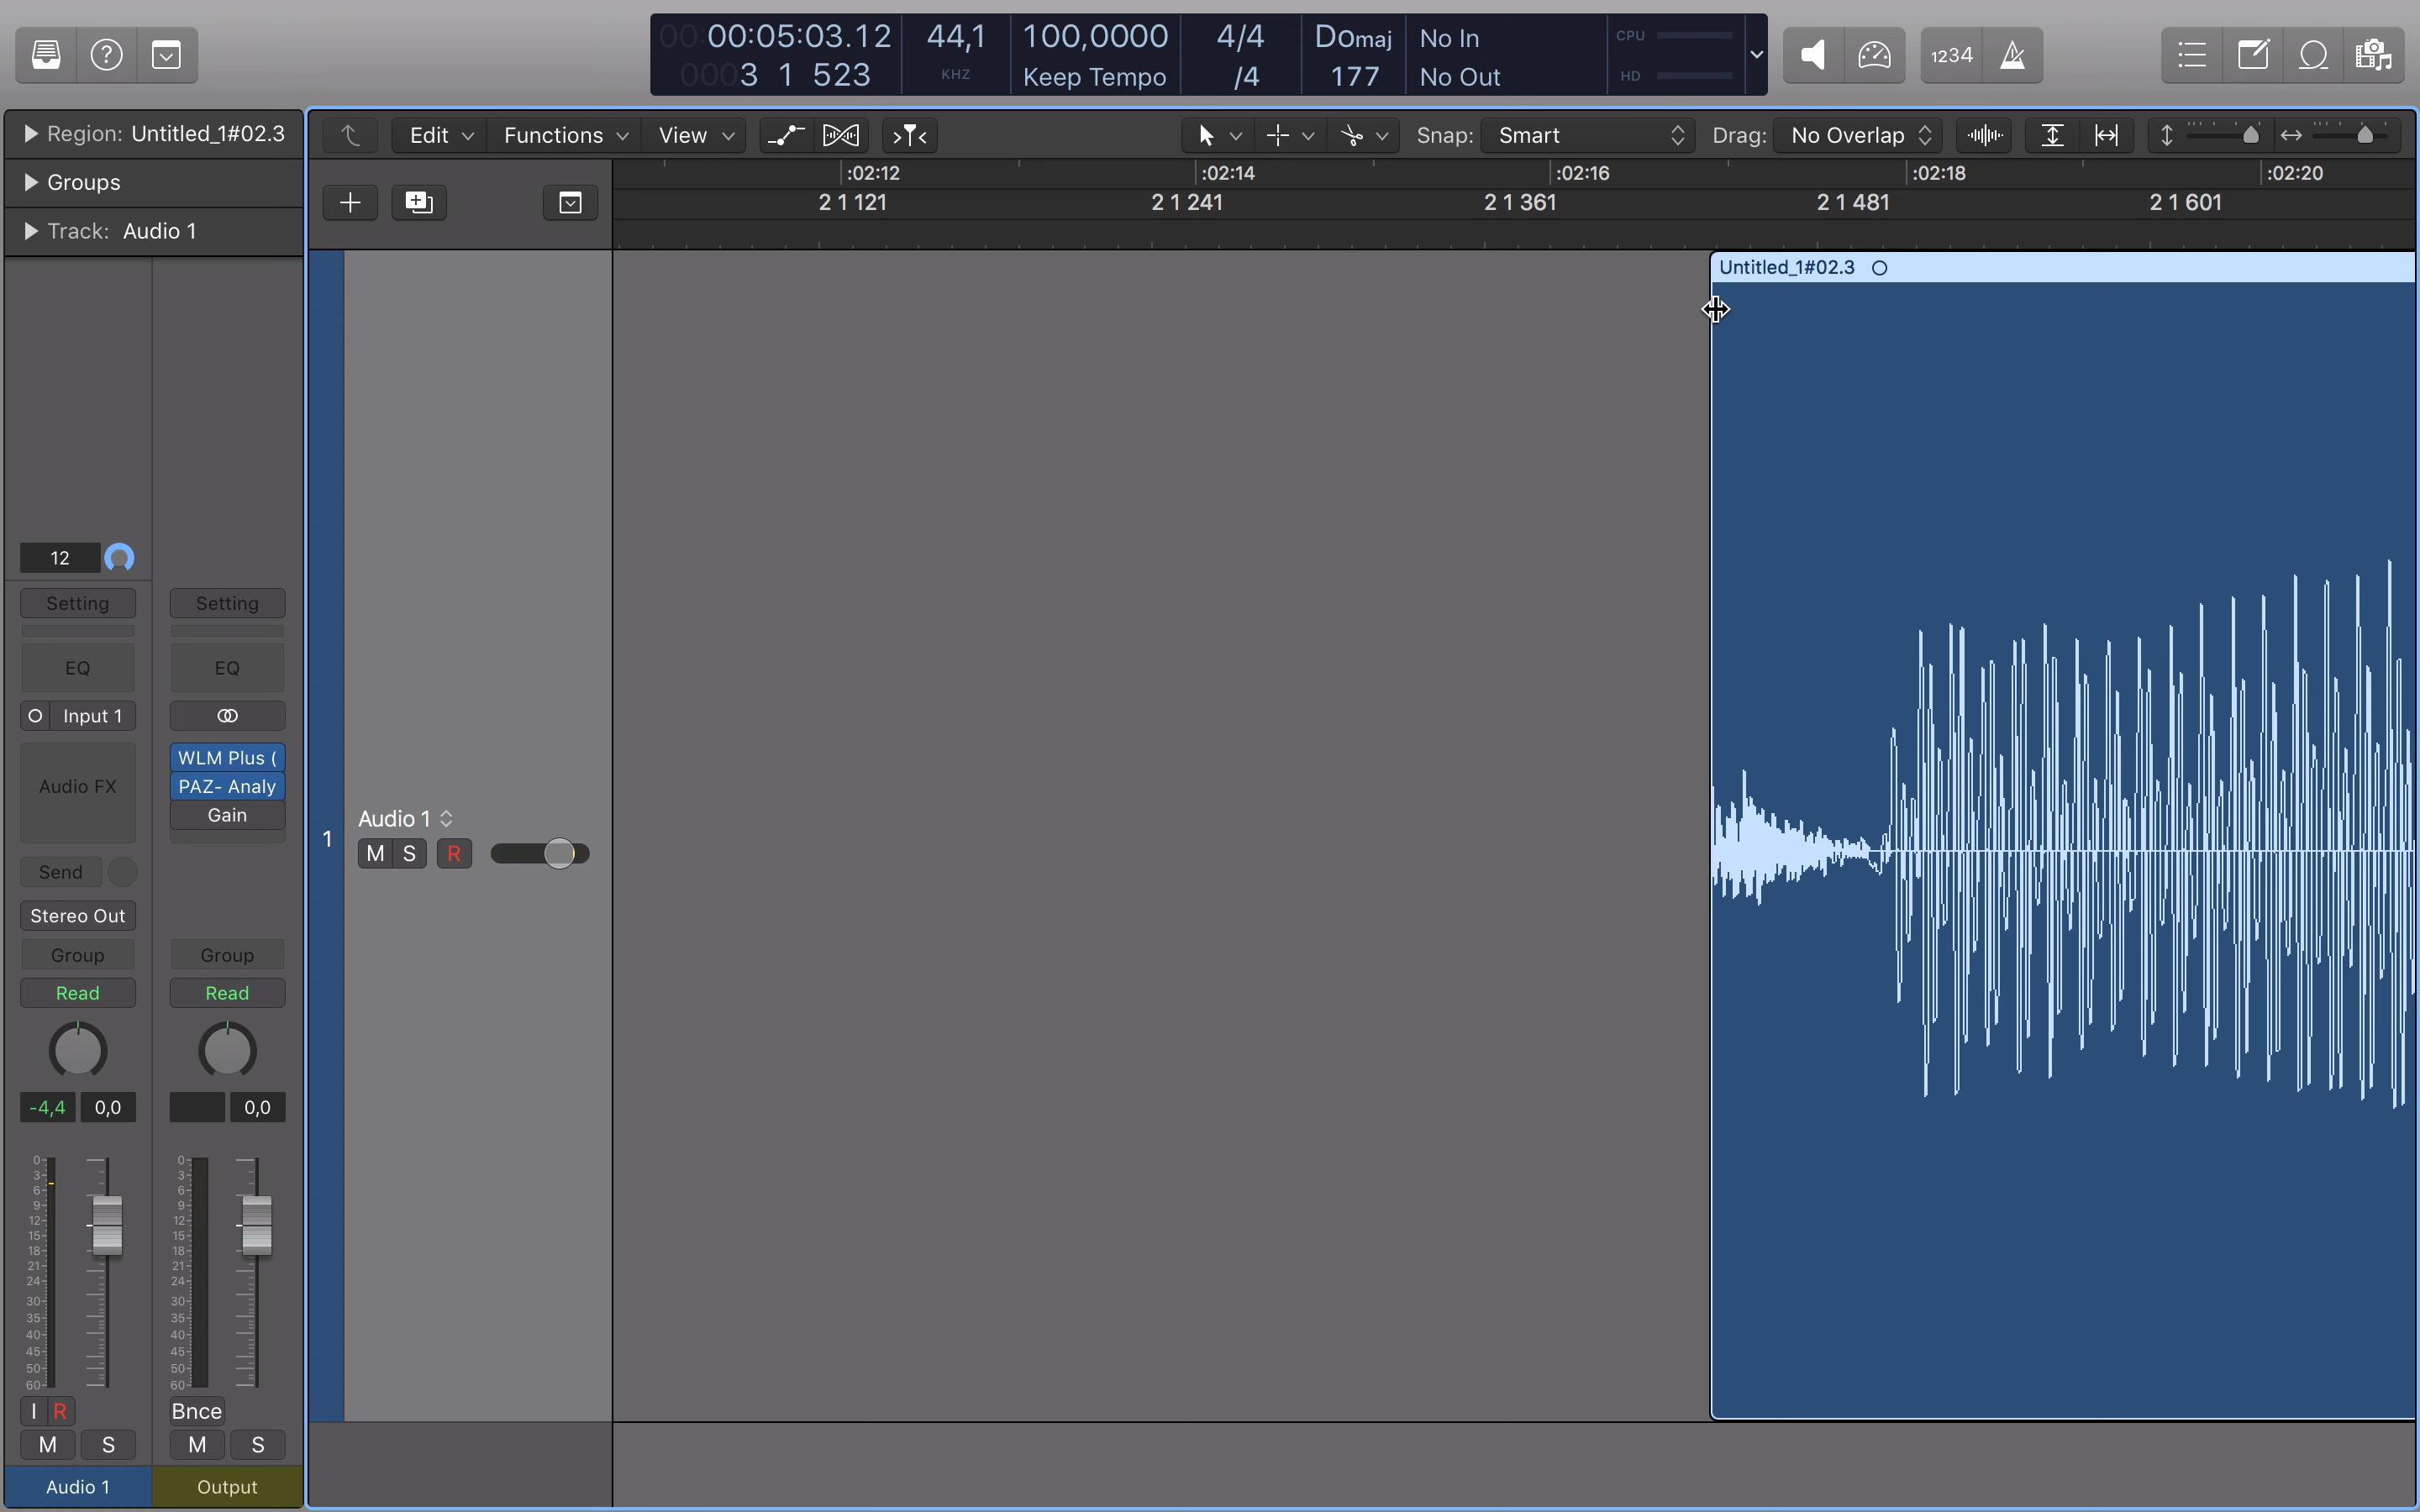 00 00:05:03.12
0003 1 523
44,1
KHZ
100,0000
Keep Tempo
4/4
/4
Domaj
177
No In
No Out
CPU
HD
1234
Region: Untitled_1#02.3
Groups
Track: Audio 1
Edit
Functions
View
Snap: Smart
Drag: No Overlap
:02:12
:02:14
:02:16
:02:18
:02:20
2 1 121
2 1 241
2 1 361
2 1 481
2 1 601
Untitled_1#02.3
12
Setting
Setting
EQ
EQ
Input 1
Audio FX
WLM Plus (
PAZ- Analy
Gain
Send
Stereo Out
Group
Group
Read
Read
-4,4
0,0
0,0
1
Audio 1
M S R
0 0
3 3
6 6
9 9
12 12
15 15
18 18
21 21
24 24
30 30
35 35
40 40
45 45
50 50
60 60
I R
Bnce
M S
M S
Audio 1
Output